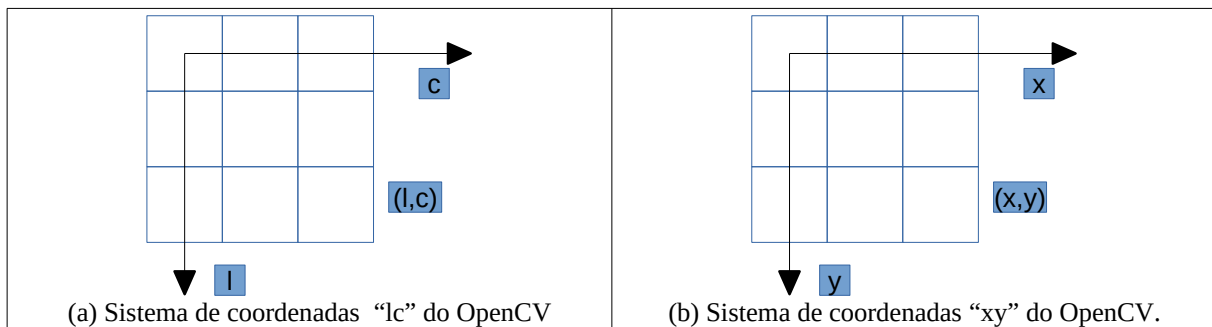 c
(l,c)
l
(a) Sistema de coordenadas “lc” do OpenCV
x
(x,y)
y
(b) Sistema de coordenadas “xy” do OpenCV.